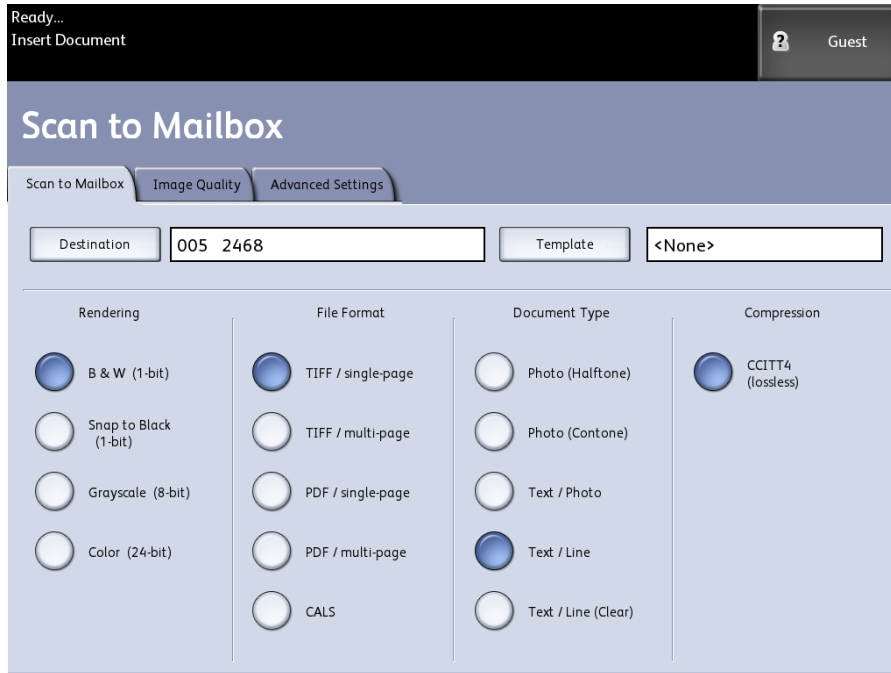 Ready...
Insert Document
Guest
Scan to Mailbox
Scan to Mailbox
Image Quality
Advanced Settings
Destination
005 2468
Template
<None>
Rendering
B & W (1-bit)
Snap to Black
(1-bit)
Grayscale (8-bit)
Color (24-bit)
File Format
TIFF / single-page
TIFF / multi-page
PDF / single-page
PDF / multi-page
CALS
Document Type
Photo (Halftone)
Photo (Contone)
Text / Photo
Text / Line
Text / Line (Clear)
Compression
CCITT4
(lossless)